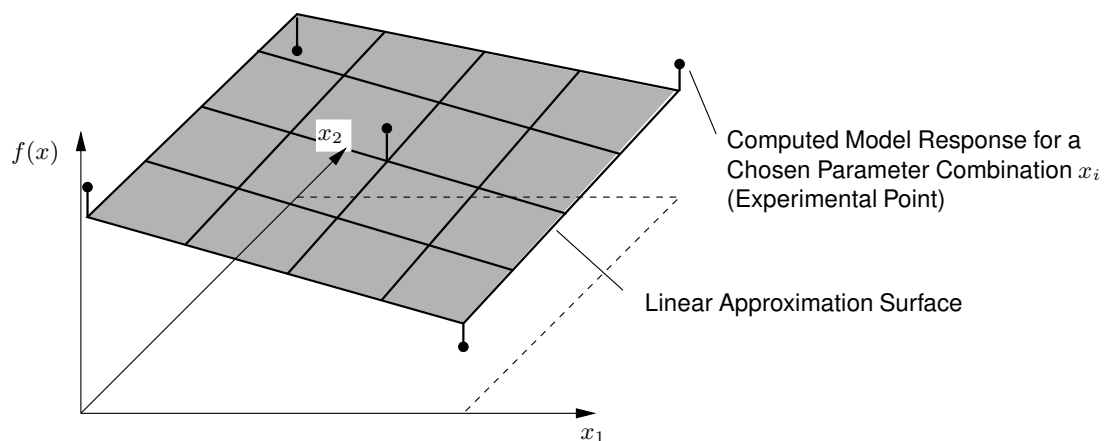 x₂
f(x)
Computed Model Response for a
Chosen Parameter Combination xᵢ
(Experimental Point)
Linear Approximation Surface
x₁